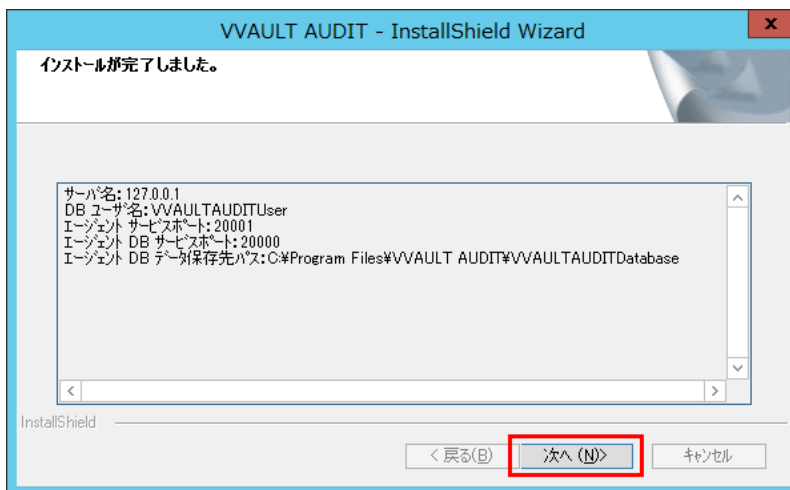 VVAULT AUDIT - InstallShield Wizard
x
インストールが完了しました。
サーバ名: 127.0.0.1
DB ユーザ名:VVAULTAUDITUser
エージェント サービスポート:20001
エージェント DB サービスポート:20000
エージェント DB データ保存先パス:C:¥Program Files¥VVAULT AUDIT¥VVAULTAUDITDatabase
InstallShield
< 戻る(B)
次へ (N)>
キャンセル